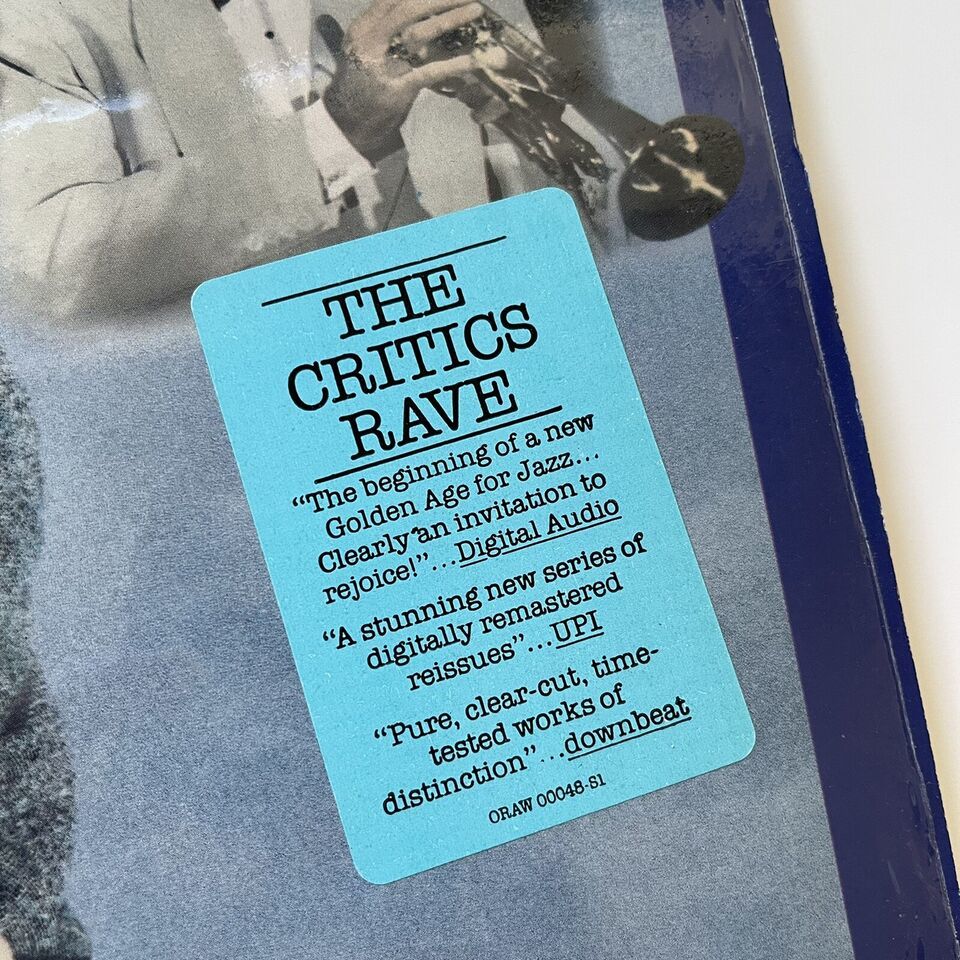 THE
CRITICS
RAVE
“The beginning of a new
Golden Age for Jazz...
Clearly an invitation to
rejoice!”...Digital Audio
“A stunning new series of
digitally remastered
reissues”...UPI
“Pure, clear-cut, time-
tested works of
distinction”...downbeat
ORAW 00048-S1